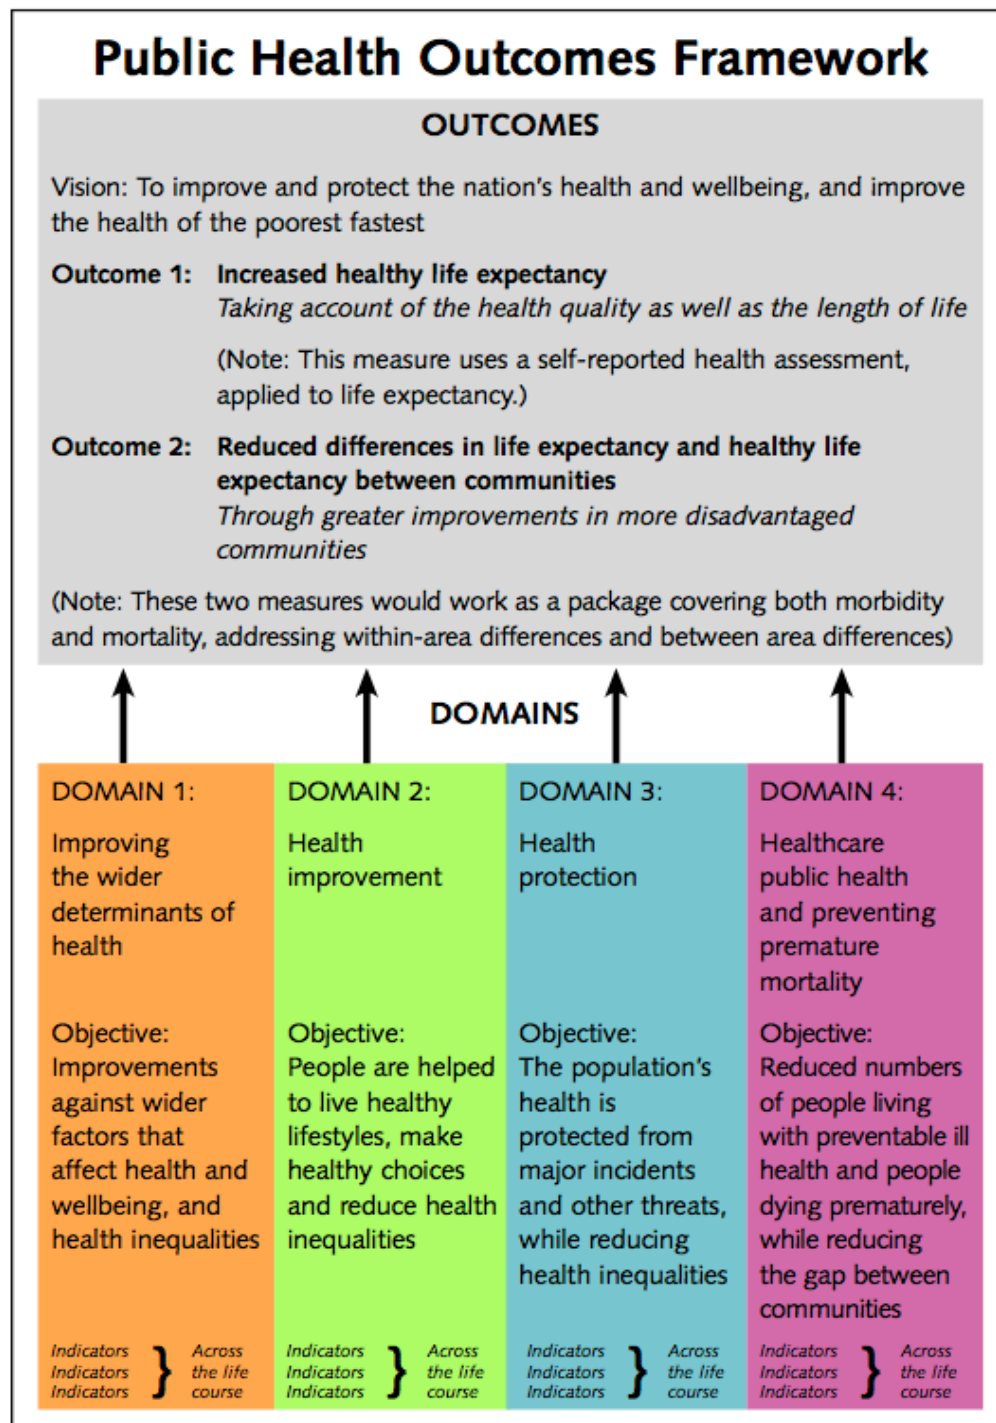 Public Health Outcomes Framework
OUTCOMES
Vision: To improve and protect the nation's health and wellbeing, and improve
the health of the poorest fastest
Outcome 1: Increased healthy life expectancy
Taking account of the health quality as well as the length of life
(Note: This measure uses a self-reported health assessment,
applied to life expectancy.)
Outcome 2: Reduced differences in life expectancy and healthy life
expectancy between communities
Through greater improvements in more disadvantaged
communities
(Note: These two measures would work as a package covering both morbidity
and mortality, addressing within-area differences and between area differences)
DOMAINS
DOMAIN 1:
Improving
the wider
determinants of
health
Objective:
Improvements
against wider
factors that
affect health and
wellbeing, and
health inequalities
Indicators
Indicators
Indicators
}
Across
the life
course
DOMAIN 2:
Health
improvement
Objective:
People are helped
to live healthy
lifestyles, make
healthy choices
and reduce health
inequalities
Indicators
Indicators
Indicators
}
Across
the life
course
DOMAIN 3:
Health
protection
Objective:
The population's
health is
protected from
major incidents
and other threats,
while reducing
health inequalities
Indicators
Indicators
Indicators
}
Across
the life
course
DOMAIN 4:
Healthcare
public health
and preventing
premature
mortality
Objective:
Reduced numbers
of people living
with preventable ill
health and people
dying prematurely,
while reducing
the gap between
communities
Indicators
Indicators
Indicators
}
Across
the life
course